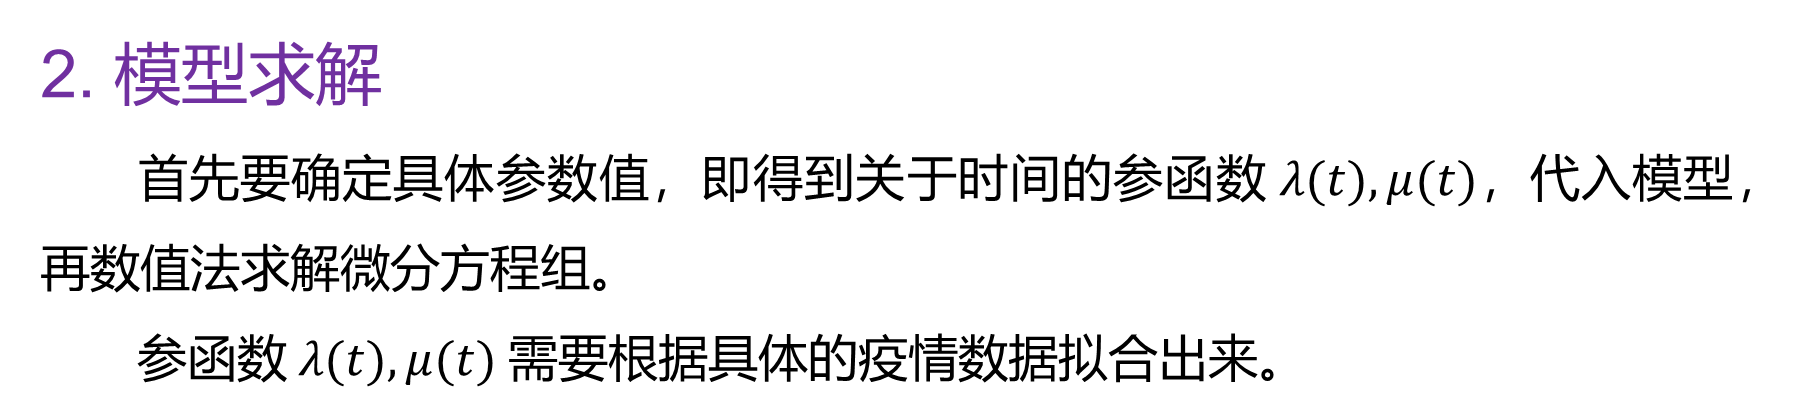 2. 模型求解
首先要确定具体参数值，即得到关于时间的参函数 λ(t), μ(t)，代入模型，
再数值法求解微分方程组。
参函数 λ(t), μ(t) 需要根据具体的疫情数据拟合出来。